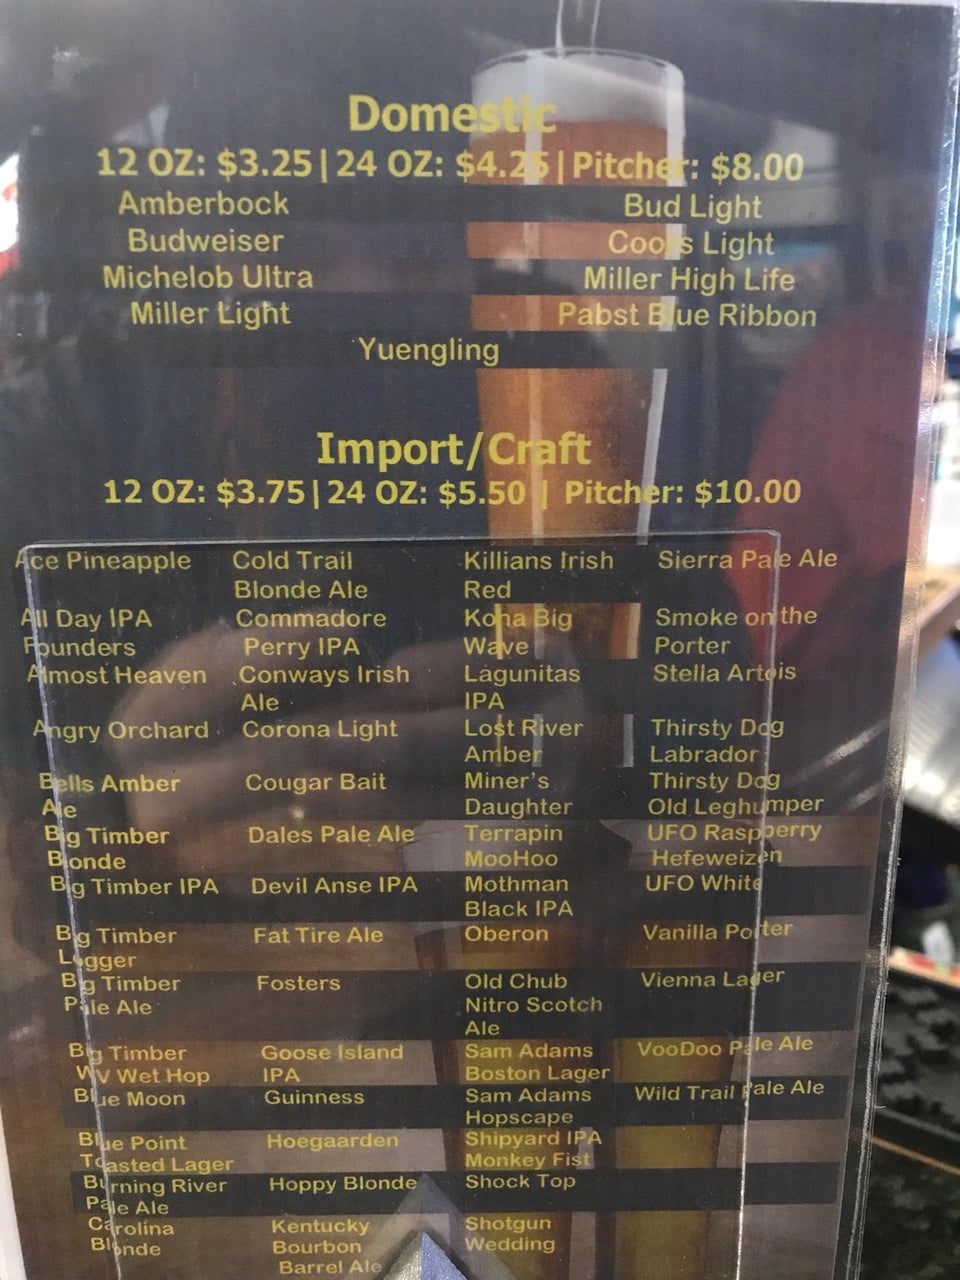 Domestic
12 OZ: $3.25 | 24 OZ: $4.25 | Pitcher: $8.00
Amberbock Bud Light
Budweiser Coors Light
Michelob Ultra Miller High Life
Miller Light Pabst Blue Ribbon
Yuengling
Import/Craft
12 OZ: $3.75 | 24 OZ: $5.50 | Pitcher: $10.00
Ace Pineapple Cold Trail Killians Irish Sierra Pale Ale
Blonde Ale Red
All Day IPA Commadore Kona Big Smoke on the
Founders Perry IPA Wave Porter
Almost Heaven Conways Irish Lagunitas Stella Artois
Ale IPA
Angry Orchard Corona Light Lost River Thirsty Dog
Amber Labrador
Bells Amber Cougar Bait Miner's Thirsty Dog
Ale Daughter Old Leghumper
Big Timber Dales Pale Ale Terrapin UFO Raspberry
Blonde MooHoo Hefeweizen
Big Timber IPA Devil Anse IPA Mothman UFO White
Black IPA
Big Timber Fat Tire Ale Oberon Vanilla Porter
Logger
Big Timber Fosters Old Chub Vienna Lager
Pale Ale Nitro Scotch
Ale
Big Timber Goose Island Sam Adams VooDoo Pale Ale
WV Wet Hop IPA Boston Lager
Blue Moon Guinness Sam Adams Wild Trail Pale Ale
Hopscape
Blue Point Hoegaarden Shipyard IPA
Toasted Lager Monkey Fist
Burning River Hoppy Blonde Shock Top
Pale Ale
Carolina Kentucky Shotgun
Blonde Bourbon Wedding
Barrel Ale